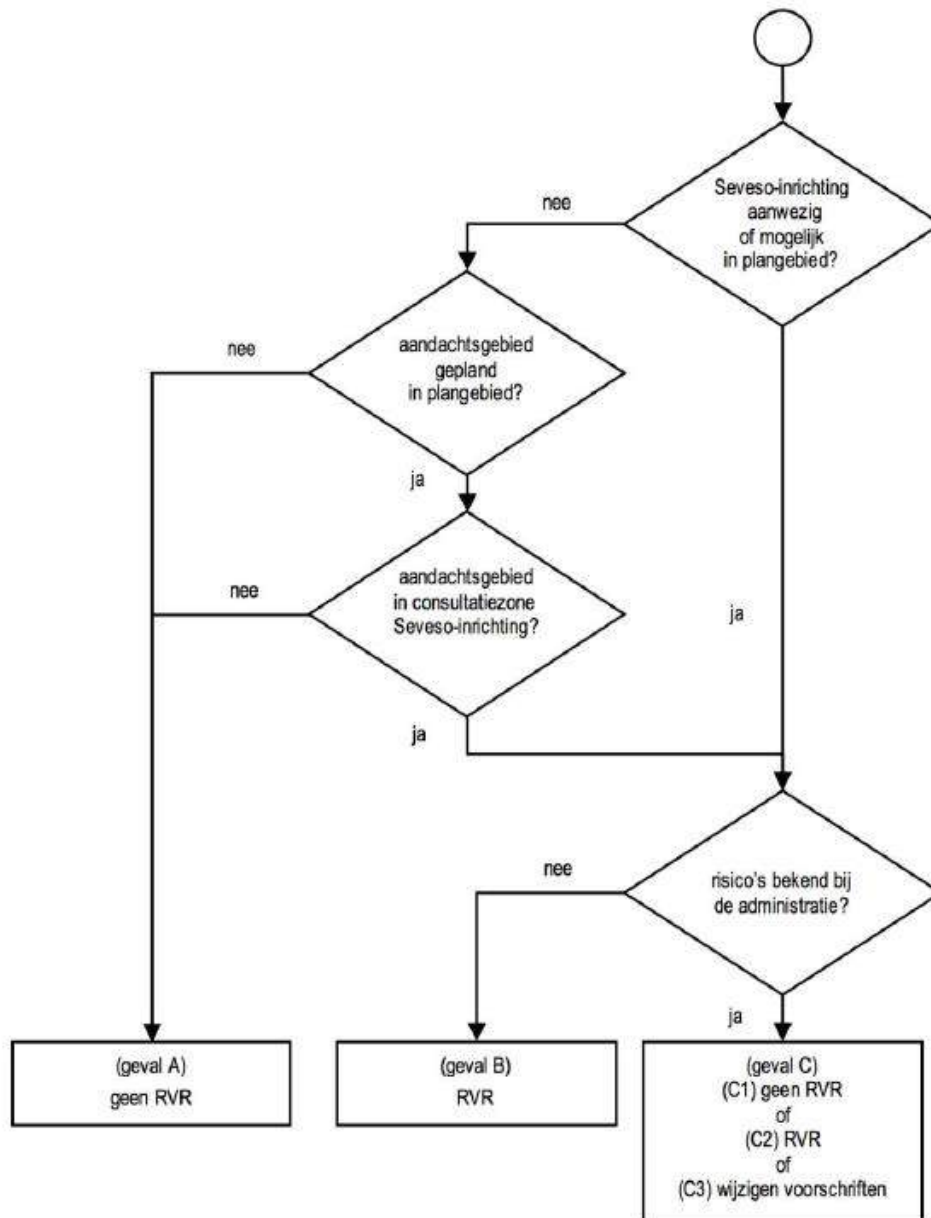 Seveso-inrichting
aanwezig
of mogelijk
in plangebied?
nee
aandachtsgebied
gepland
in plangebied?
nee
ja
aandachtsgebied
in consultatiezone
Seveso-inrichting?
nee
ja
ja
risico's bekend bij
de administratie?
nee
ja
(geval A)
geen RVR
(geval B)
RVR
(geval C)
(C1) geen RVR
of
(C2) RVR
of
(C3) wijzigen voorschriften